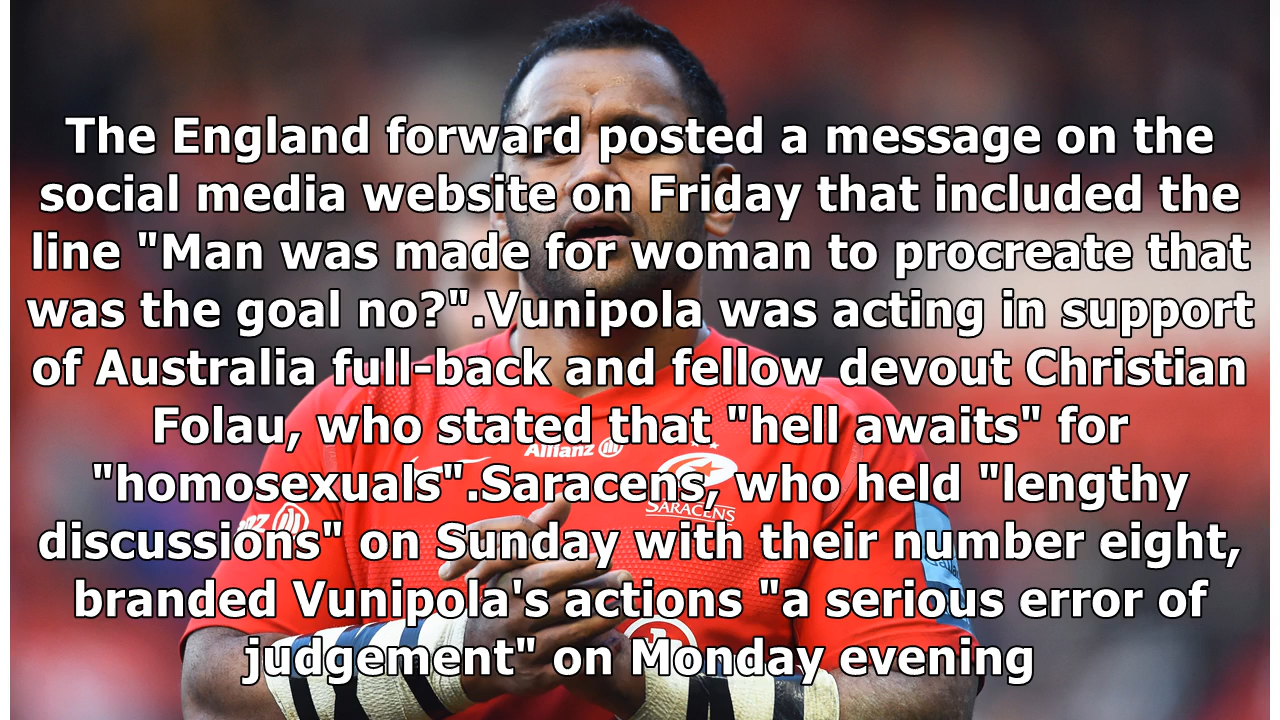 The England forward posted a message on the
social media website on Friday that included the
line "Man was made for woman to procreate that
was the goal no?".Vunipola was acting in support
of Australia full-back and fellow devout Christian
Folau, who stated that "hell awaits" for
Allianz
"homosexuals".Saracens, who held "lengthy
SARACENS
discussions" on Sunday with their number eight,
branded Vunipola's actions "a serious error of
judgement" on Monday evening